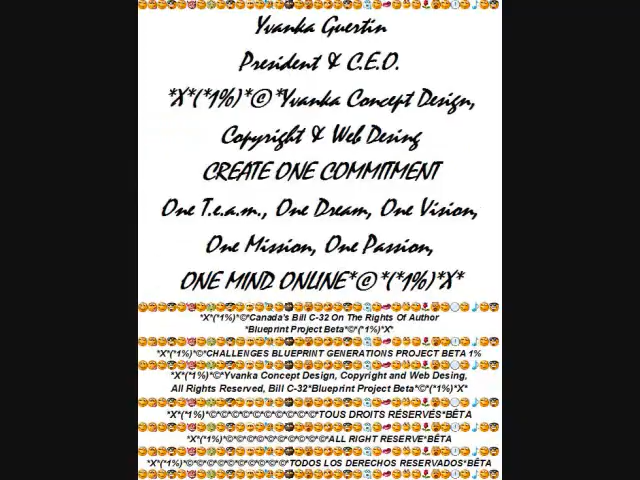 Yvanka Guertin
President & C.E.O.
*X*(*1%)*@*Yvanka Concept Design,
Copyright & Web Desing
CREATE ONE COMMITMENT
One T.e.a.m., One Dream, One Vision,
One Mission, One Passion,
ONE MIND ONLINE*@*(*1%)*X*
*X*(*1%)*©*Canada's Bill C-32 On The Rights Of Author
*Blueprint Project Beta*©*(*1%)*X*
*X*(*1%)*©*CHALLENGES BLUEPRINT GENERATIONS PROJECT BETA 1%
*X*(*1%)*©*Yvanka Concept Design, Copyright and Web Desing,
All Rights Reserved, Bill C-32*Blueprint Project Beta*©*(*1%)*X*
*X*(*1%)*©*©*©*©*©*©*©*©*©*©*TOUS DROITS RÉSERVÉS*BÊTA
*X*(*1%)*©*©*©*©*©*©*©*©*©*©*ALL RIGHT RESERVE*BÊTA
*X*(*1%)*©*©*©*©*©*©*©*©*©*TODOS LOS DERECHOS RESERVADOS*BÊTA